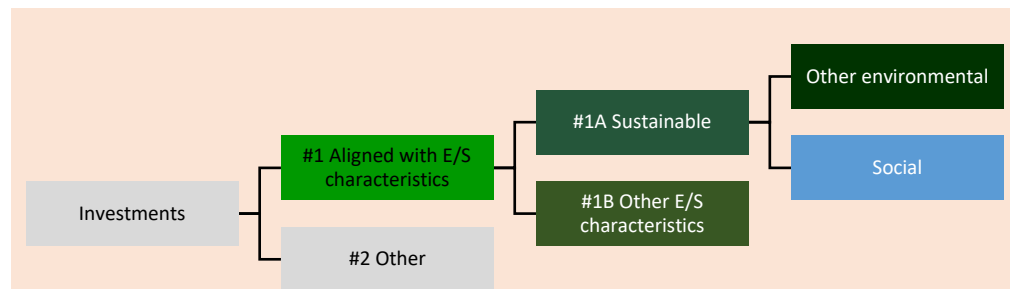 Investments
#1 Aligned with E/S
characteristics
#2 Other
#1A Sustainable
#1B Other E/S
characteristics
Other environmental
Social